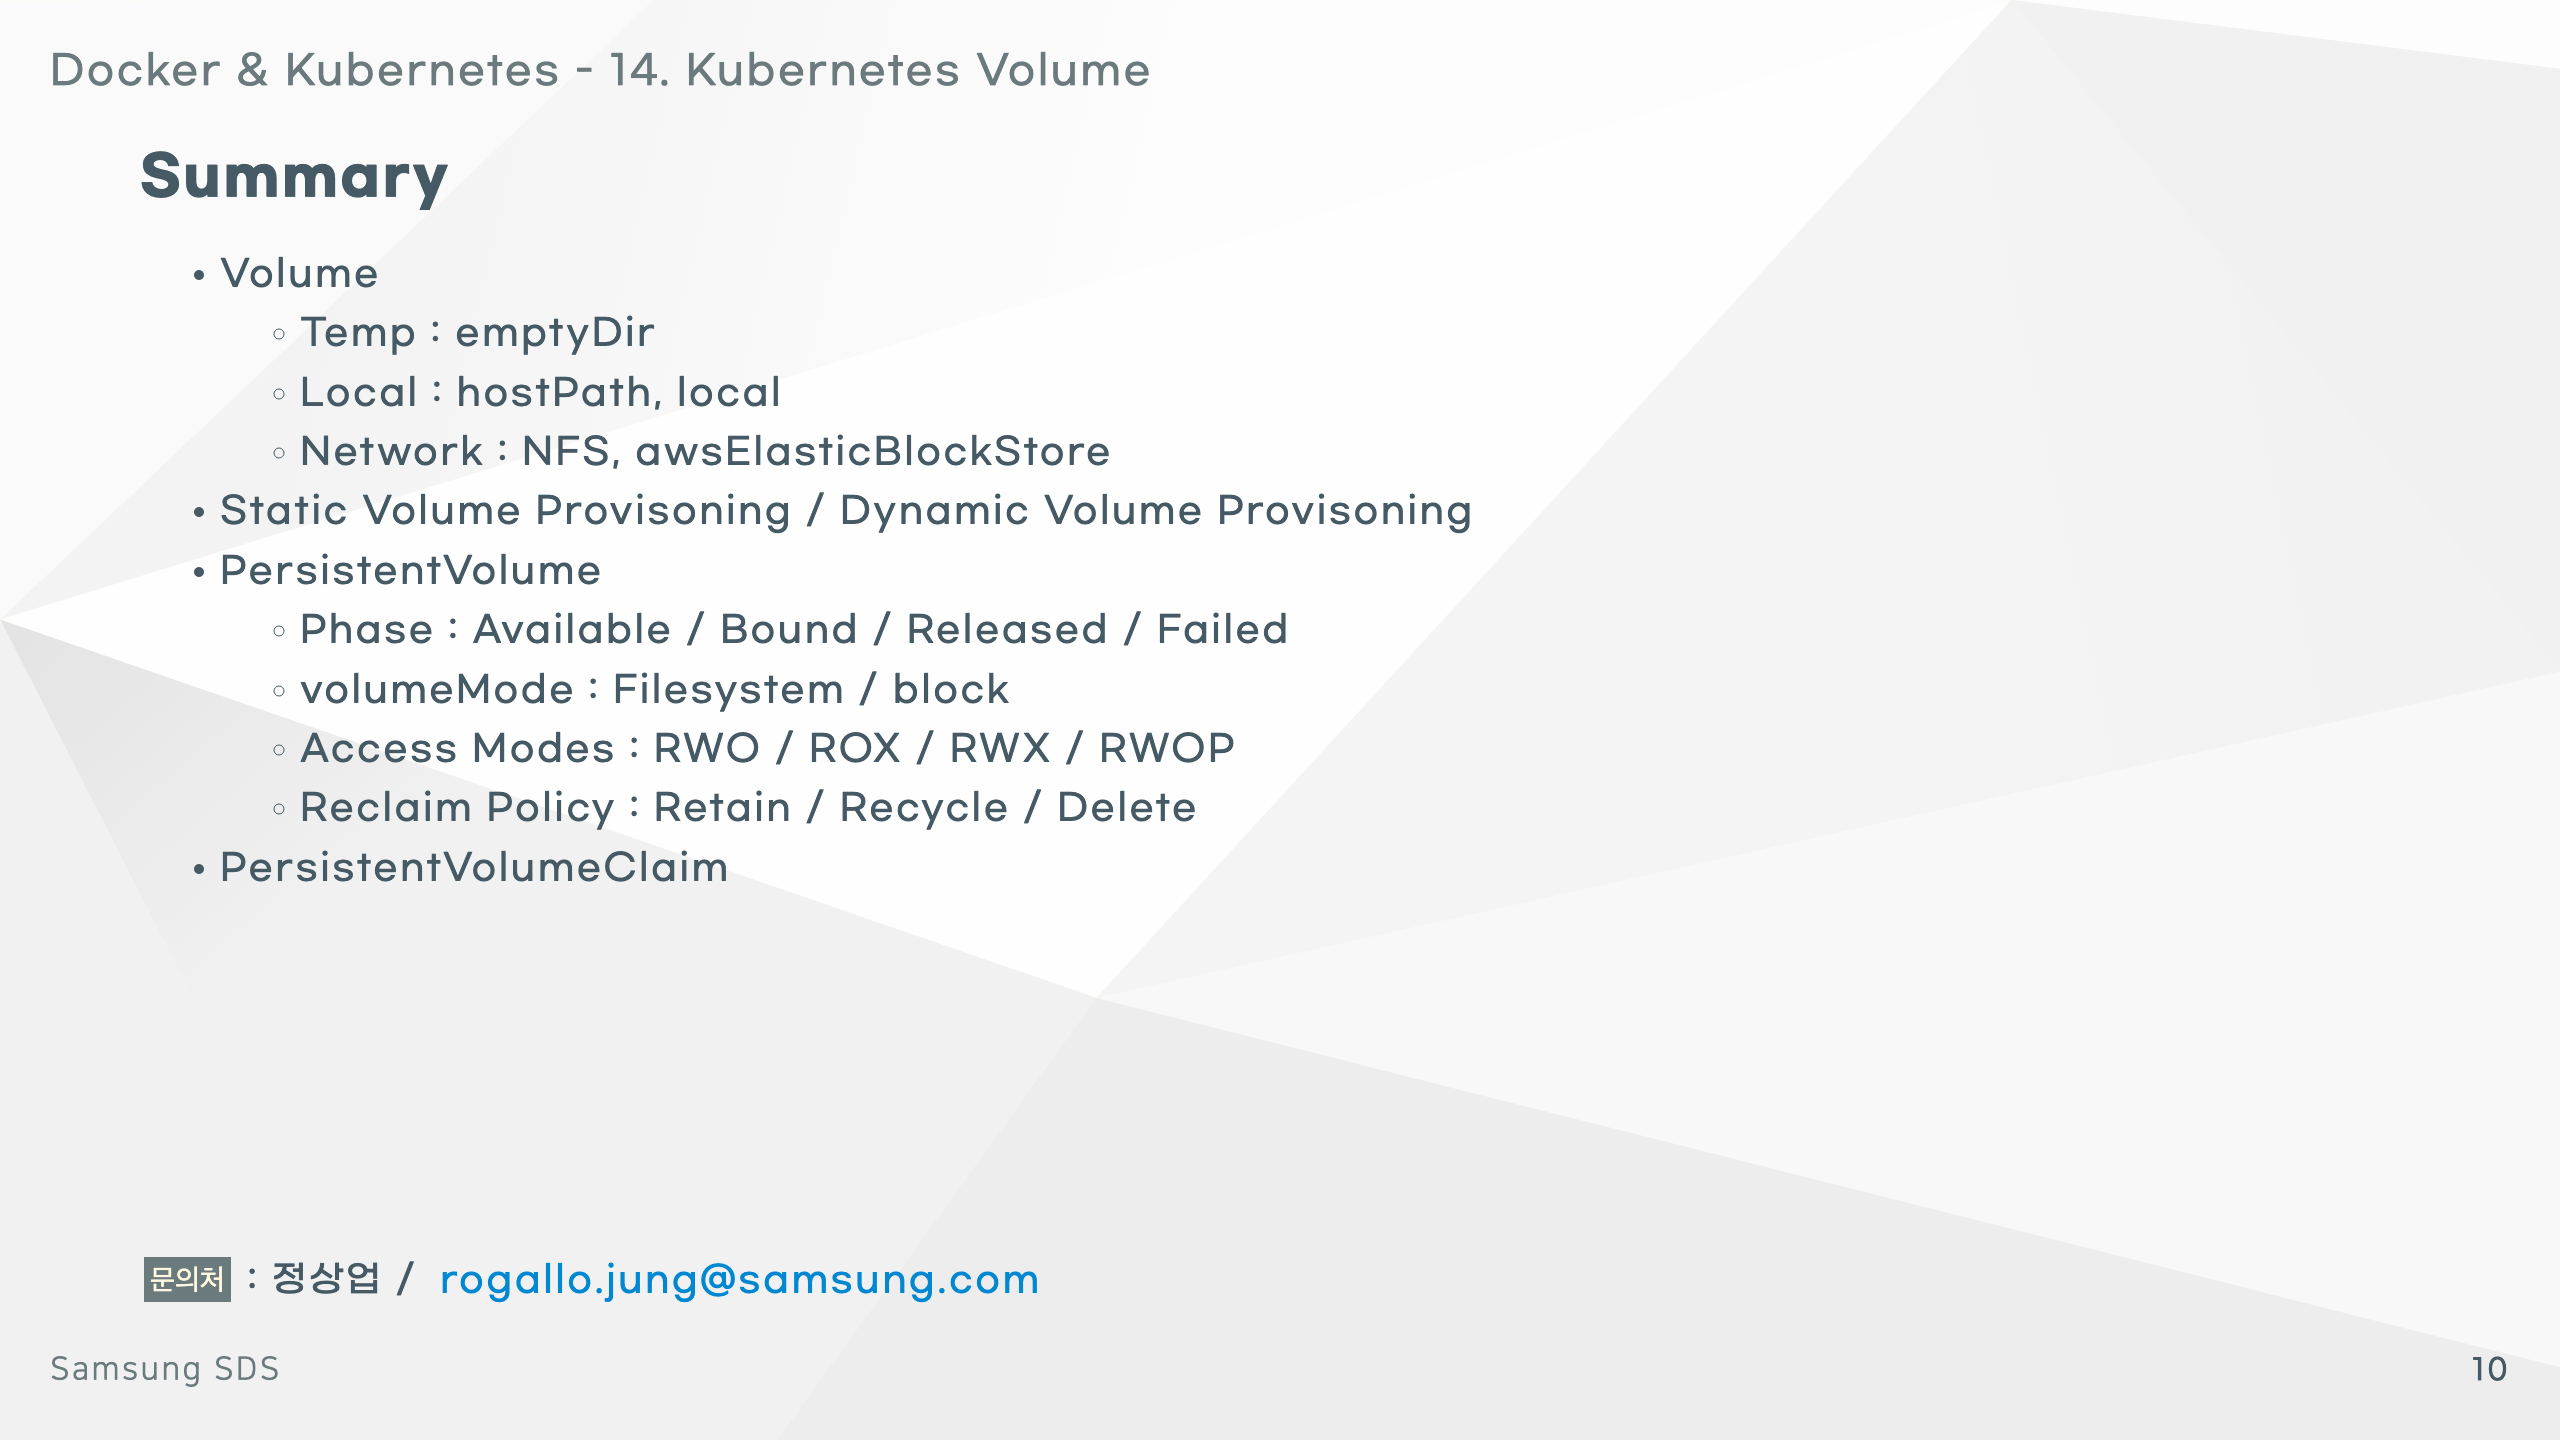 Docker & Kubernetes - 14. Kubernetes Volume
Summary
• Volume
◦ Temp : emptyDir
◦ Local : hostPath, local
◦ Network : NFS, awsElasticBlockStore
• Static Volume Provisoning / Dynamic Volume Provisoning
• PersistentVolume
◦ Phase : Available / Bound / Released / Failed
◦ volumeMode : Filesystem / block
◦ Access Modes : RWO / ROX / RWX / RWOP
◦ Reclaim Policy : Retain / Recycle / Delete
• PersistentVolumeClaim
문의처 : 정상업 / rogallo.jung@samsung.com
Samsung SDS
10